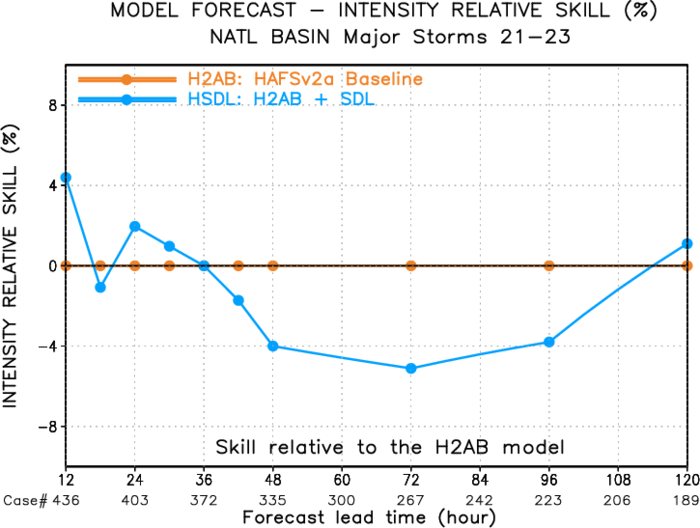 MODEL FORECAST – INTENSITY RELATIVE SKILL (%)
NATL BASIN Major Storms 21–23
H2AB: HAFSv2a Baseline
HSDL: H2AB + SDL
INTENSITY RELATIVE SKILL (%)
8
4
0
−4
−8
Skill relative to the H2AB model
12 24 36 48 60 72 84 96 108 120
Case# 436 403 372 335 300 267 242 223 206 189
Forecast lead time (hour)